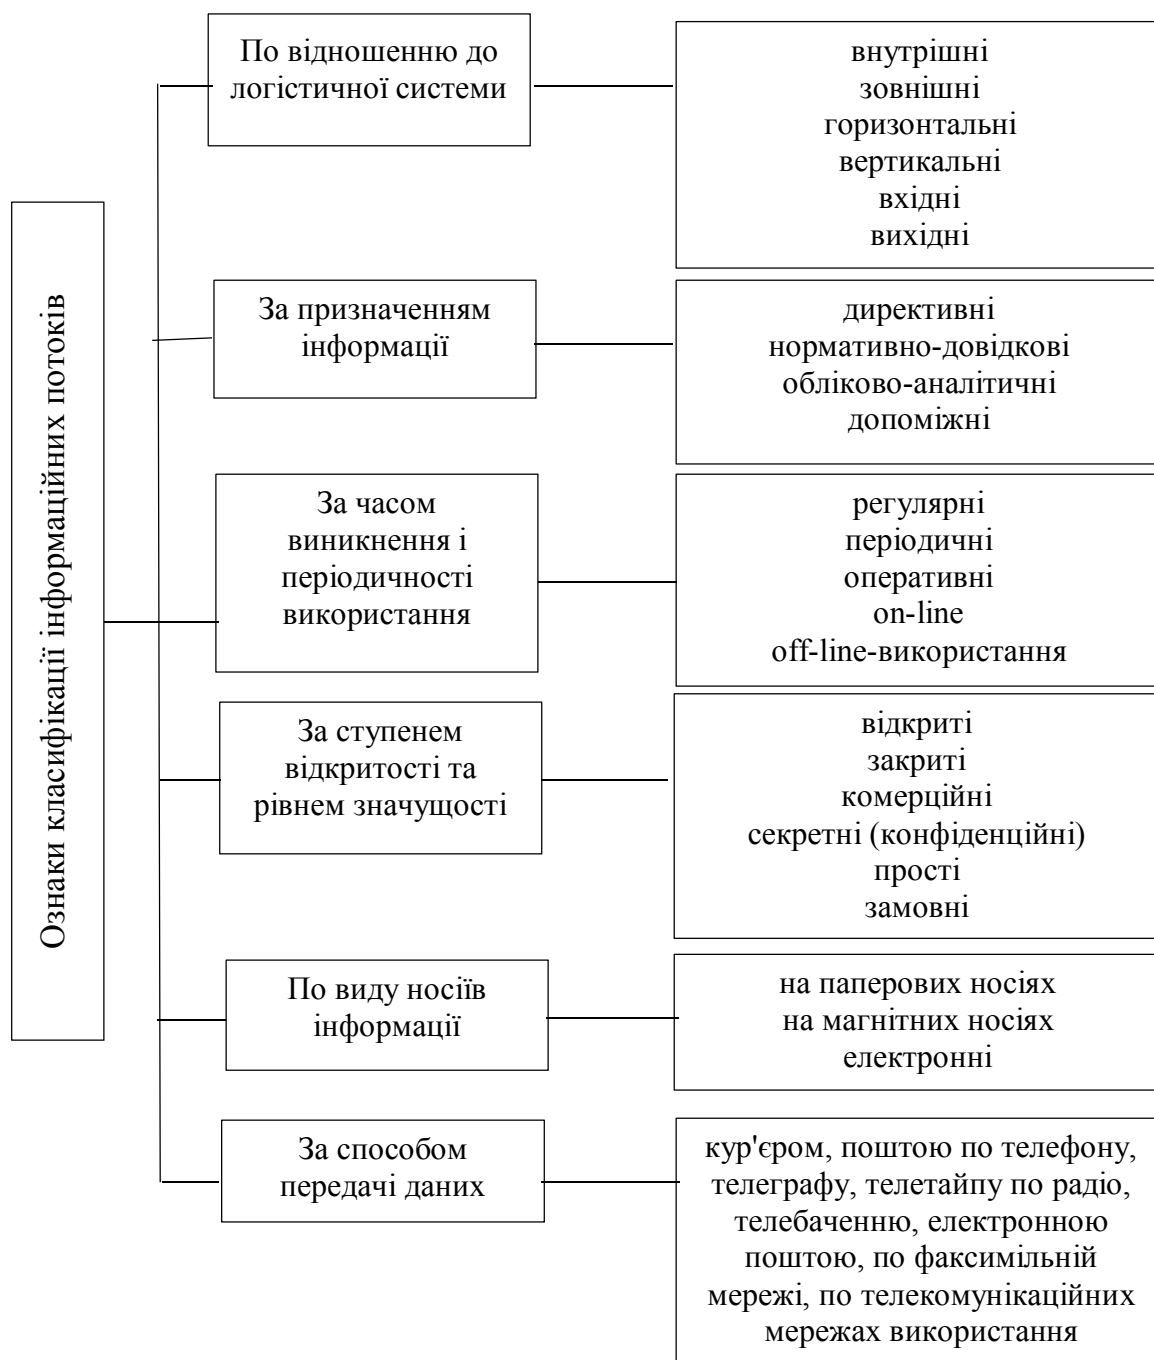 Ознаки класифікації інформаційних потоків
По відношенню до
логістичної системи
внутрішні
зовнішні
горизонтальні
вертикальні
вхідні
вихідні
За призначенням
інформації
директивні
нормативно-довідкові
обліково-аналітичні
допоміжні
За часом
виникнення і
періодичності
використання
регулярні
періодичні
оперативні
on-line
off-line-використання
За ступенем
відкритості та
рівнем значущості
відкриті
закриті
комерційні
секретні (конфіденційні)
прості
замовні
По виду носіїв
інформації
на паперових носіях
на магнітних носіях
електронні
За способом
передачі даних
кур'єром, поштою по телефону,
телеграфу, телетайпу по радіо,
телебаченню, електронною
поштою, по факсимільній
мережі, по телекомунікаційних
мережах використання